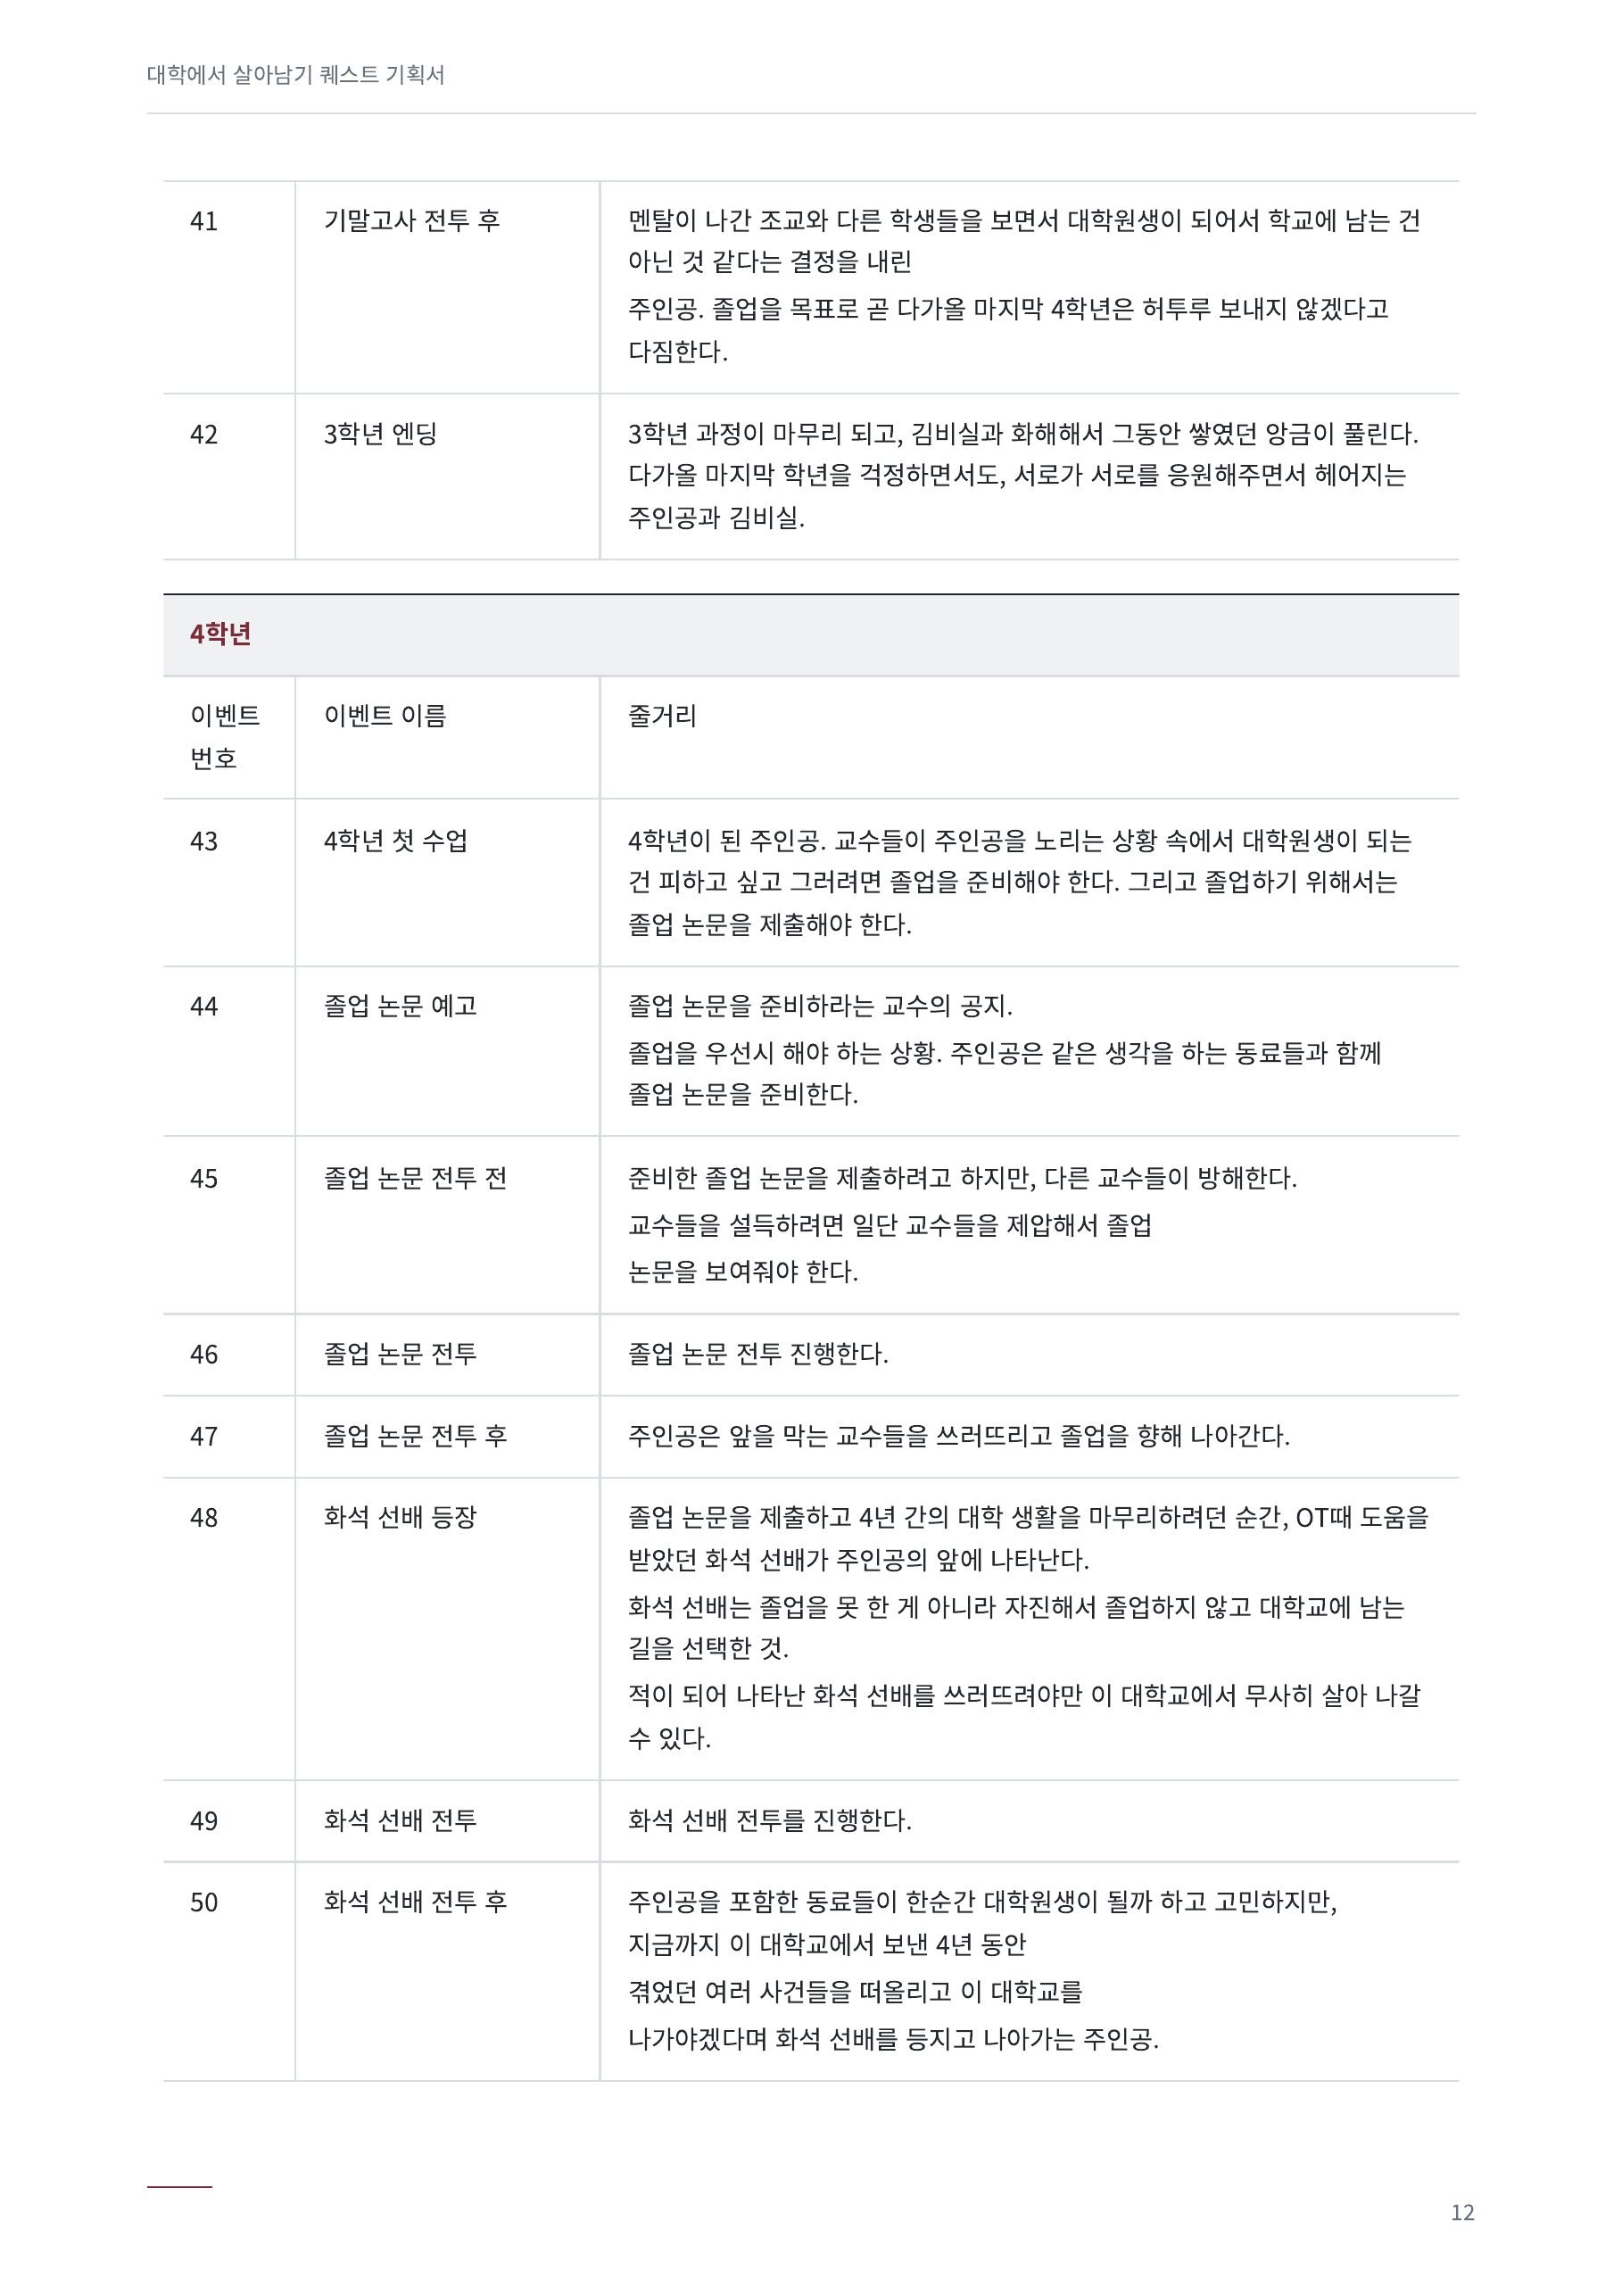 대학에서 살아남기 퀘스트 기획서
41
기말고사 전투 후
멘탈이 나간 조교와 다른 학생들을 보면서 대학원생이 되어서 학교에 남는 건
아닌 것 같다는 결정을 내린
주인공. 졸업을 목표로 곧 다가올 마지막 4학년은 허투루 보내지 않겠다고
다짐한다.
42
3학년 엔딩
3학년 과정이 마무리 되고, 김비실과 화해해서 그동안 쌓였던 앙금이 풀린다.
다가올 마지막 학년을 걱정하면서도, 서로가 서로를 응원해주면서 헤어지는
주인공과 김비실.
4학년
이벤트
번호
이벤트 이름
줄거리
43
4학년 첫 수업
4학년이 된 주인공. 교수들이 주인공을 노리는 상황 속에서 대학원생이 되는
건 피하고 싶고 그러려면 졸업을 준비해야 한다. 그리고 졸업하기 위해서는
졸업 논문을 제출해야 한다.
44
졸업 논문 예고
졸업 논문을 준비하라는 교수의 공지.
졸업을 우선시 해야 하는 상황. 주인공은 같은 생각을 하는 동료들과 함께
졸업 논문을 준비한다.
45
졸업 논문 전투 전
준비한 졸업 논문을 제출하려고 하지만, 다른 교수들이 방해한다.
교수들을 설득하려면 일단 교수들을 제압해서 졸업
논문을 보여줘야 한다.
46
졸업 논문 전투
졸업 논문 전투 진행한다.
47
졸업 논문 전투 후
주인공은 앞을 막는 교수들을 쓰러뜨리고 졸업을 향해 나아간다.
48
화석 선배 등장
졸업 논문을 제출하고 4년 간의 대학 생활을 마무리하려던 순간, OT때 도움을
받았던 화석 선배가 주인공의 앞에 나타난다.
화석 선배는 졸업을 못 한 게 아니라 자진해서 졸업하지 않고 대학교에 남는
길을 선택한 것.
적이 되어 나타난 화석 선배를 쓰러뜨려야만 이 대학교에서 무사히 살아 나갈
수 있다.
49
화석 선배 전투
화석 선배 전투를 진행한다.
50
화석 선배 전투 후
주인공을 포함한 동료들이 한순간 대학원생이 될까 하고 고민하지만,
지금까지 이 대학교에서 보낸 4년 동안
겪었던 여러 사건들을 떠올리고 이 대학교를
나가야겠다며 화석 선배를 등지고 나아가는 주인공.
12